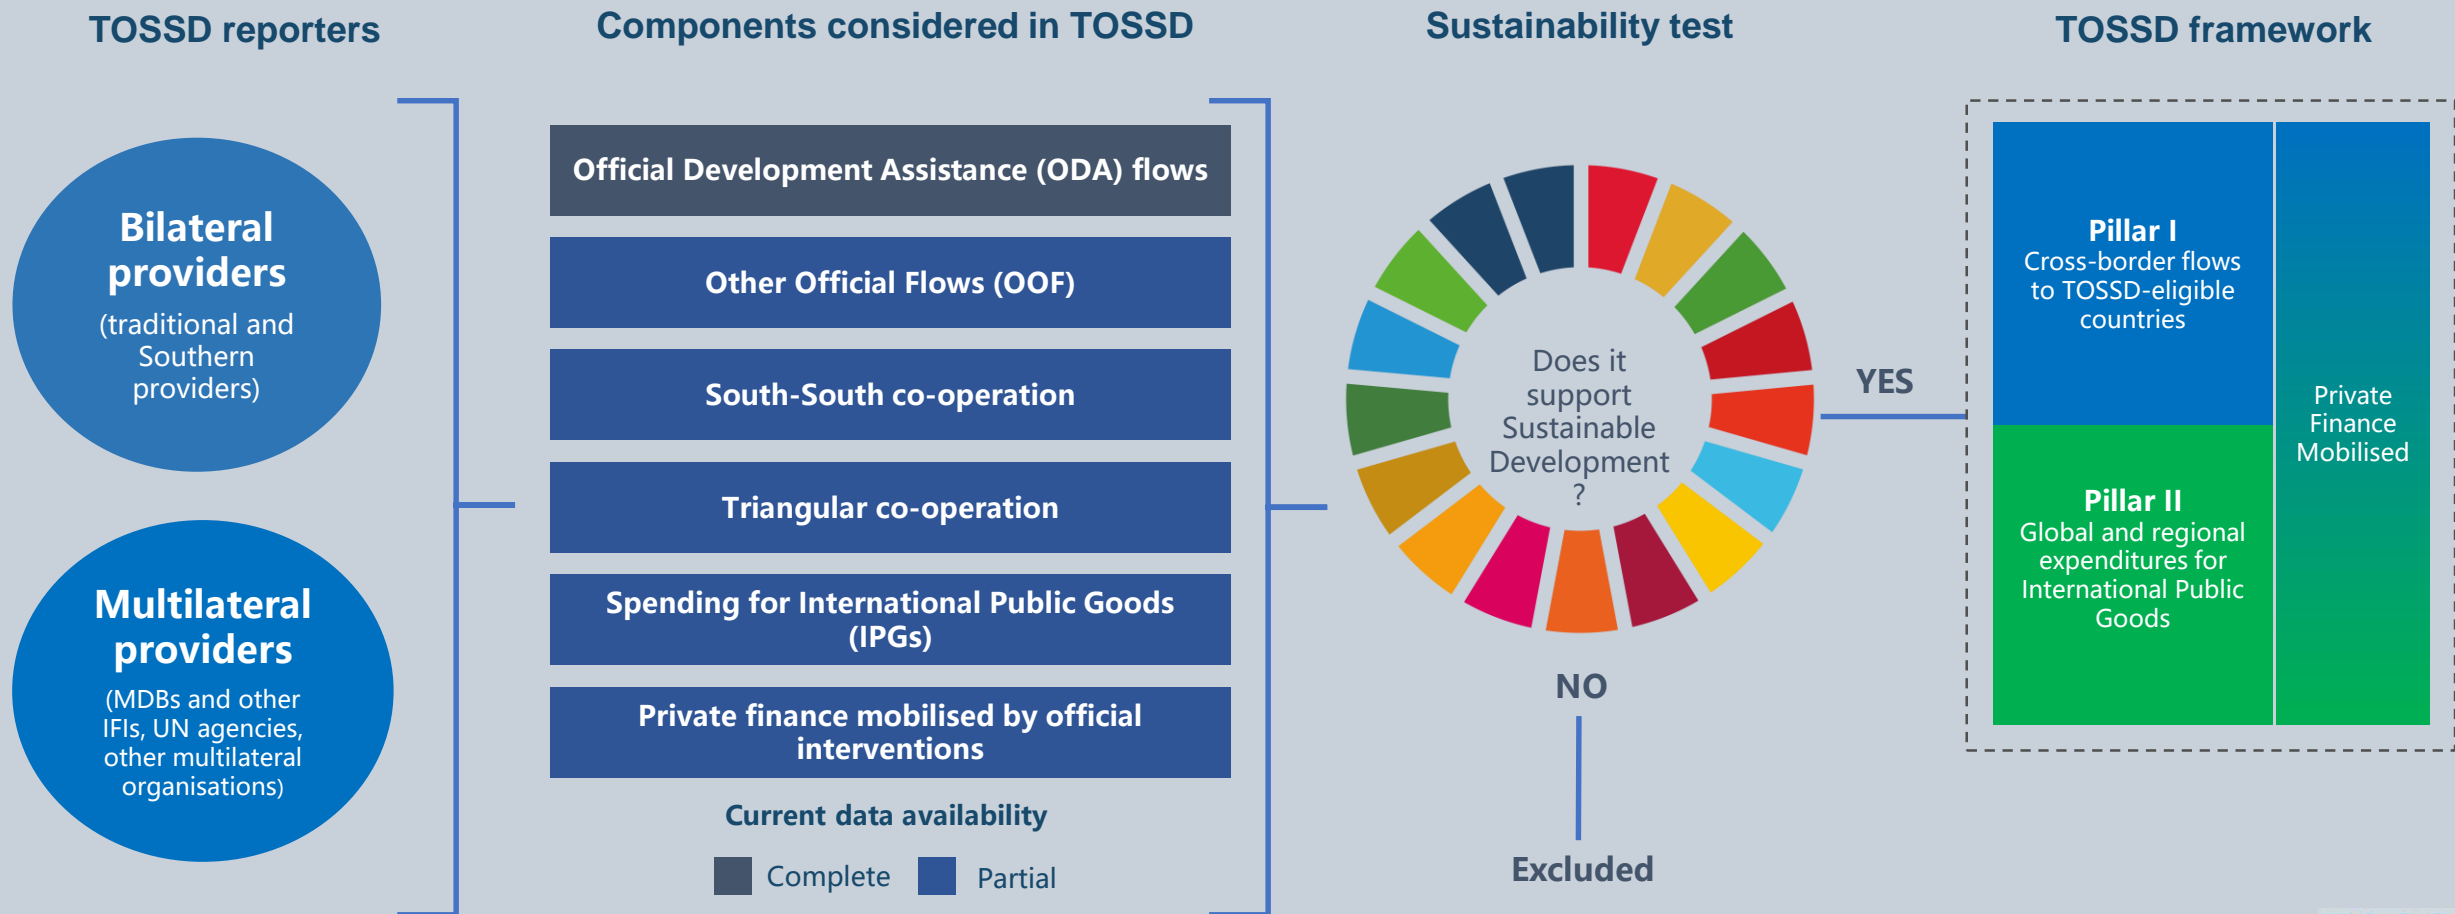 TOSSD reporters
Components considered in TOSSD
Sustainability test
TOSSD framework
Bilateral
providers
(traditional and
Southern
providers)
Multilateral
providers
(MDBs and other
IFIs, UN agencies,
other multilateral
organisations)
Official Development Assistance (ODA) flows
Other Official Flows (OOF)
South-South co-operation
Triangular co-operation
Spending for International Public Goods
(IPGs)
Private finance mobilised by official
interventions
Current data availability
Complete
Partial
Does it
support
Sustainable
Development
?
YES
NO
Excluded
Pillar I
Cross-border flows
to TOSSD-eligible
countries
Pillar II
Global and regional
expenditures for
International Public
Goods
Private
Finance
Mobilised